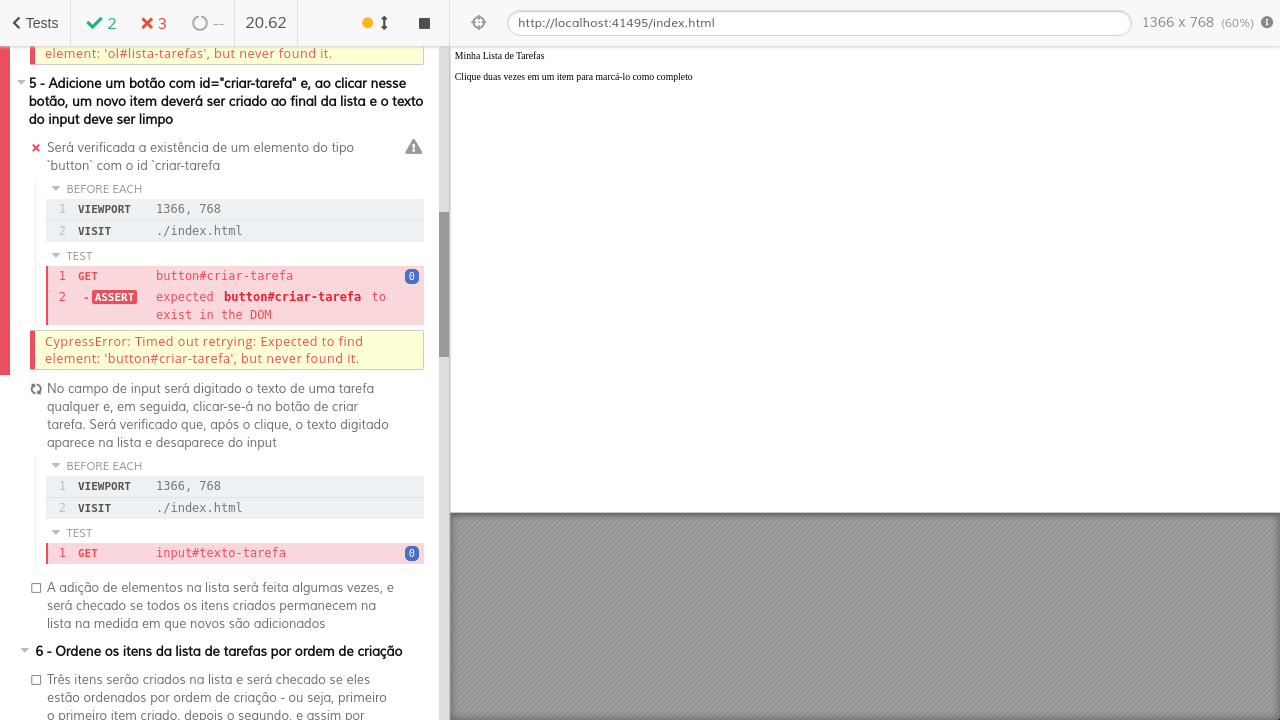 Tests
2
3
--
20.62
http://localhost:41495/index.html
1366 x 768 (60%)
element: 'ol#lista-tarefas', but never found it.
5 - Adicione um botão com id="criar-tarefa" e, ao clicar nesse
botão, um novo item deverá ser criado ao final da lista e o texto
do input deve ser limpo
Será verificada a existência de um elemento do tipo
`button` com o id `criar-tarefa
BEFORE EACH
1 VIEWPORT 1366, 768
2 VISIT ./index.html
TEST
1 GET button#criar-tarefa 0
2 -ASSERT expected button#criar-tarefa to
exist in the DOM
CypressError: Timed out retrying: Expected to find
element: 'button#criar-tarefa', but never found it.
No campo de input será digitado o texto de uma tarefa
qualquer e, em seguida, clicar-se-á no botão de criar
tarefa. Será verificado que, após o clique, o texto digitado
aparece na lista e desaparece do input
BEFORE EACH
1 VIEWPORT 1366, 768
2 VISIT ./index.html
TEST
1 GET input#texto-tarefa 0
A adição de elementos na lista será feita algumas vezes, e
será checado se todos os itens criados permanecem na
lista na medida em que novos são adicionados
6 - Ordene os itens da lista de tarefas por ordem de criação
Três itens serão criados na lista e será checado se eles
estão ordenados por ordem de criação - ou seja, primeiro
o primeiro item criado, depois o segundo, e assim por
Minha Lista de Tarefas
Clique duas vezes em um item para marcá-lo como completo